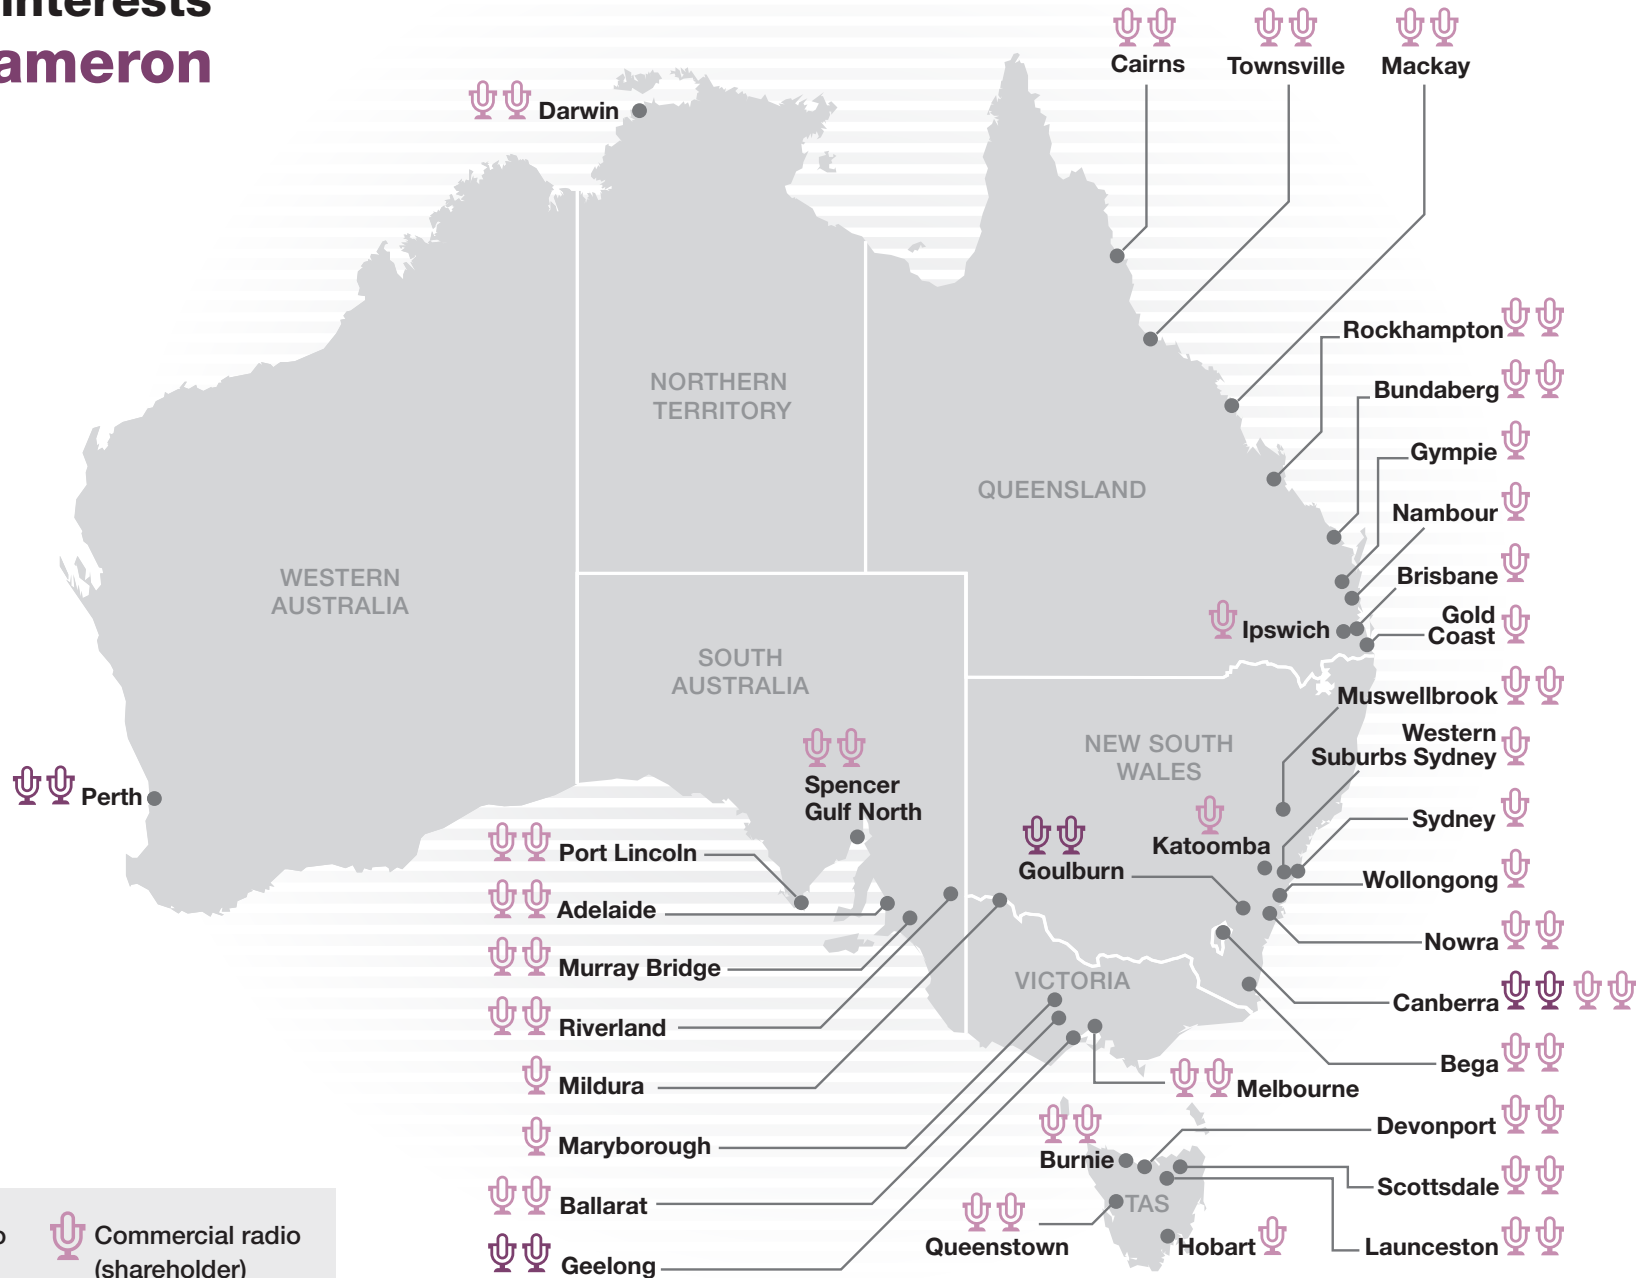 interests
ameron
Cairns
Townsville
Mackay
Darwin
Rockhampton
NORTHERN
TERRITORY
Bundaberg
Gympie
QUEENSLAND
Nambour
WESTERN
AUSTRALIA
Brisbane
Ipswich
Gold
Coast
SOUTH
AUSTRALIA
Muswellbrook
Western
Suburbs Sydney
NEW SOUTH
WALES
Spencer
Gulf North
Perth
Sydney
Katoomba
Port Lincoln
Goulburn
Wollongong
Adelaide
Nowra
Murray Bridge
VICTORIA
Canberra
Riverland
Bega
Mildura
Melbourne
Devonport
Maryborough
Burnie
Scottsdale
Ballarat
TAS
Queenstown
Hobart
Launceston
Geelong
o
Commercial radio
(shareholder)